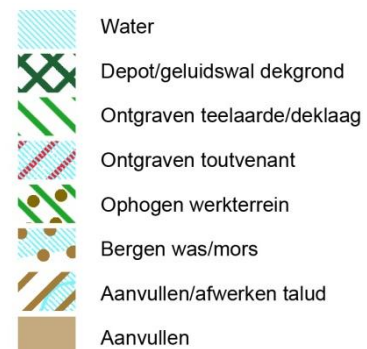 Water
Depot/geluidswal dekgrond
Ontgraven teelaarde/deklaag
Ontgraven toutvenant
Ophogen werkterrein
Bergen was/mors
Aanvullen/afwerken talud
Aanvullen